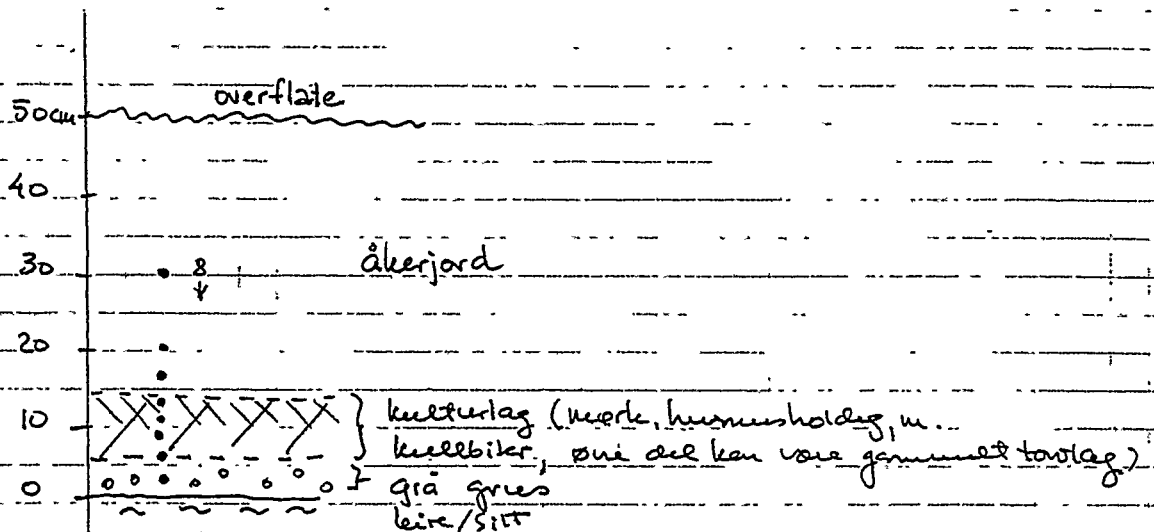 overflate
50cm
40
30
8
åkerjord
20
10
kulturlag (mørk, humusholdig, m.
kullbiter, øvre del kan være gammelt torvlag)
grå grus
0
leire/silt